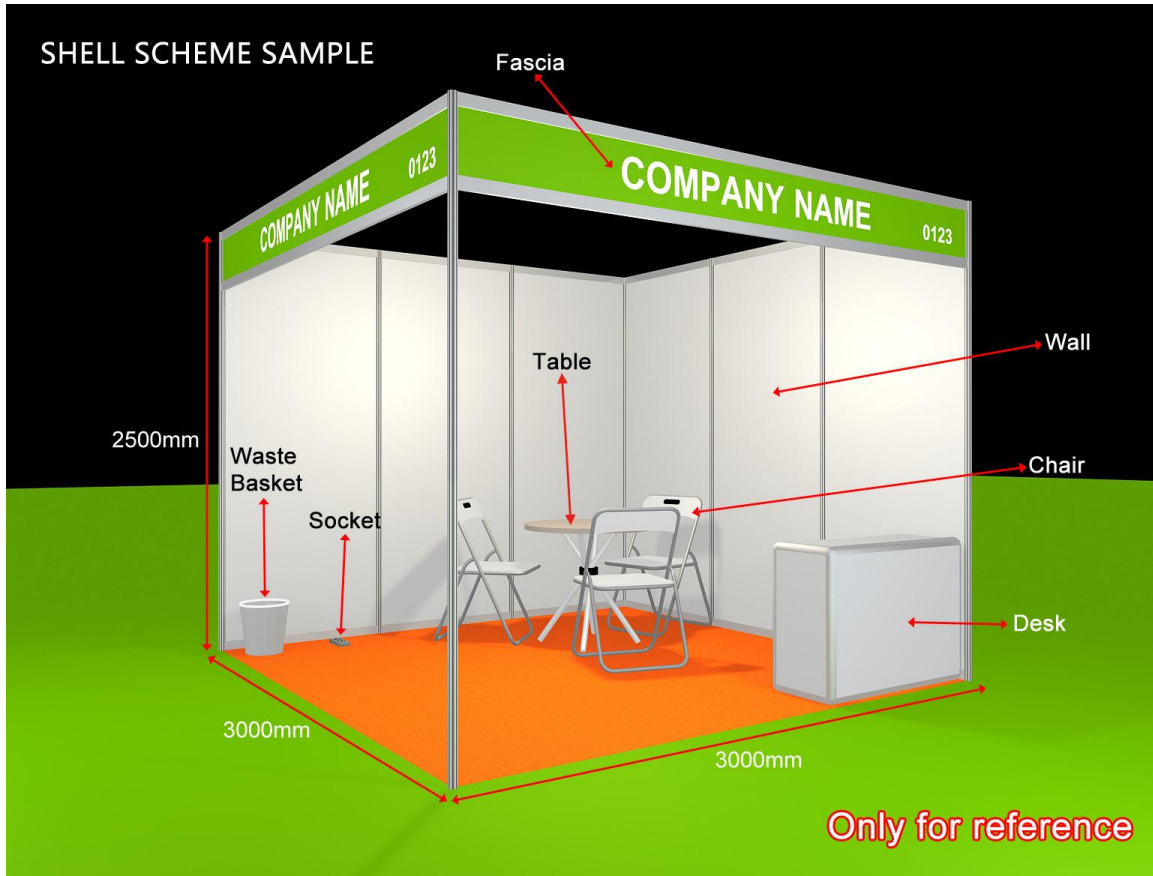 SHELL SCHEME SAMPLE
Fascia
COMPANY NAME 0123
COMPANY NAME 0123
Wall
Table
2500mm
Waste
Basket
Chair
Socket
Desk
3000mm
3000mm
Only for reference